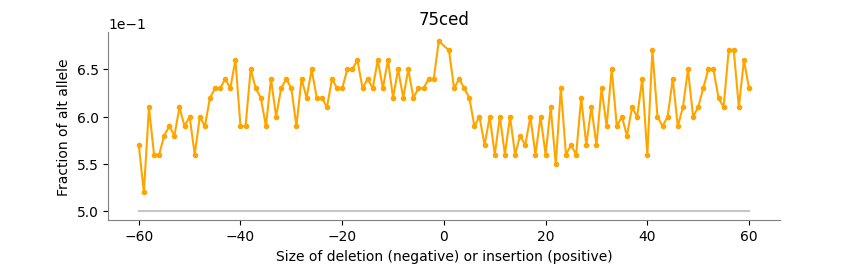 75ced
1e−1
6.5
6.0
5.5
5.0
Fraction of alt allele
−60 −40 −20 0 20 40 60
Size of deletion (negative) or insertion (positive)